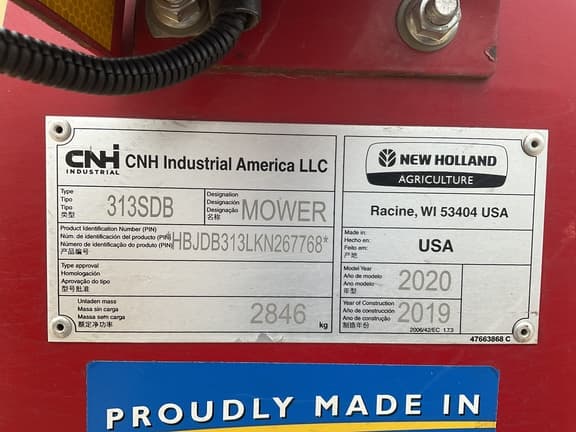 CNH INDUSTRIAL
CNH Industrial America LLC
NEW HOLLAND
AGRICULTURE
Racine, WI 53404 USA
Type
Tipo
Tipo
类型
313SDB
Designation
Designación
Designação
名称
MOWER
Product Identification Number (PIN)
Núm. de identificación del producto (PIN)
Número de identificação do produto (PIN)
产品编号
HBJDB313LKN267768*
Made in:
Hecho en:
Feito em:
产地
USA
Type approval
Homologación
Aprovação do tipo
型号批准
Model Year
Año de modelo
Ano modelo
年型
2020
Unladen mass
Masa sin carga
Massa sem carga
额定净功率
2846
kg
Year of Construction
Año de construcción
Ano de construção
制造年份
2019
2006/42/EC 1.7.3
47663868 C
PROUDLY MADE IN